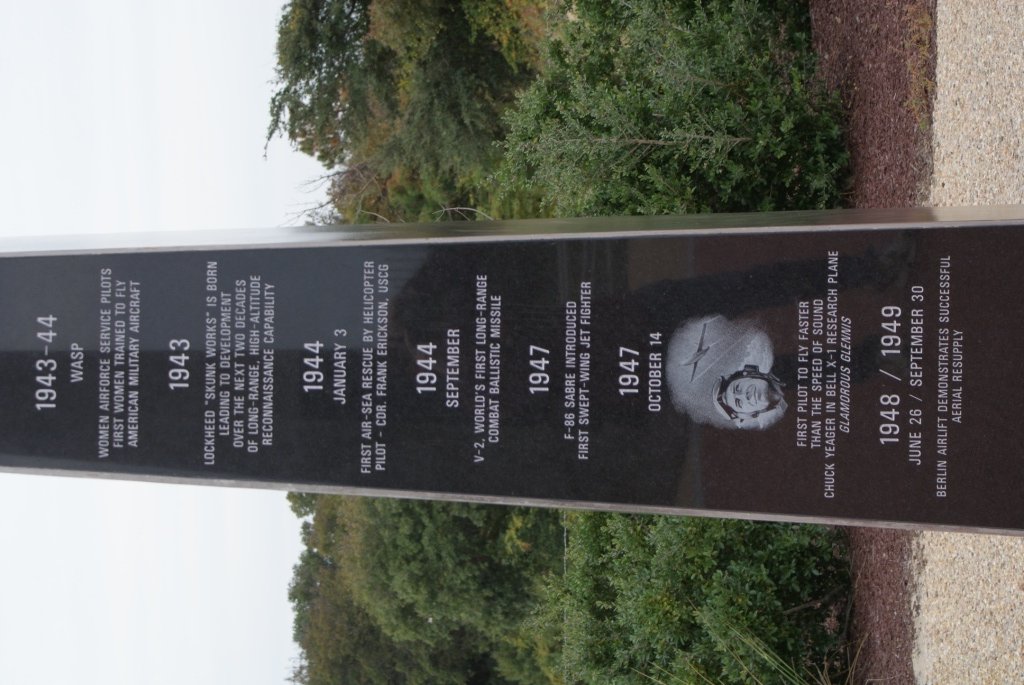 1943-44
WASP
WOMEN AIRFORCE SERVICE PILOTS
FIRST WOMEN TRAINED TO FLY
AMERICAN MILITARY AIRCRAFT
1943
LOCKHEED "SKUNK WORKS" IS BORN
LEADING TO DEVELOPMENT
OVER THE NEXT TWO DECADES
OF LONG-RANGE, HIGH-ALTITUDE
RECONNAISSANCE CAPABILITY
1944
JANUARY 3
FIRST AIR-SEA RESCUE BY HELICOPTER
PILOT - CDR. FRANK ERICKSON, USCG
1944
SEPTEMBER
V-2, WORLD'S FIRST LONG-RANGE
COMBAT BALLISTIC MISSILE
1947
F-86 SABRE INTRODUCED
FIRST SWEPT-WING JET FIGHTER
1947
OCTOBER 14
FIRST PILOT TO FLY FASTER
THAN THE SPEED OF SOUND
CHUCK YEAGER IN BELL X-1 RESEARCH PLANE
GLAMOROUS GLENNIS
1948 / 1949
JUNE 26 / SEPTEMBER 30
BERLIN AIRLIFT DEMONSTRATES SUCCESSFUL
AERIAL RESUPPLY